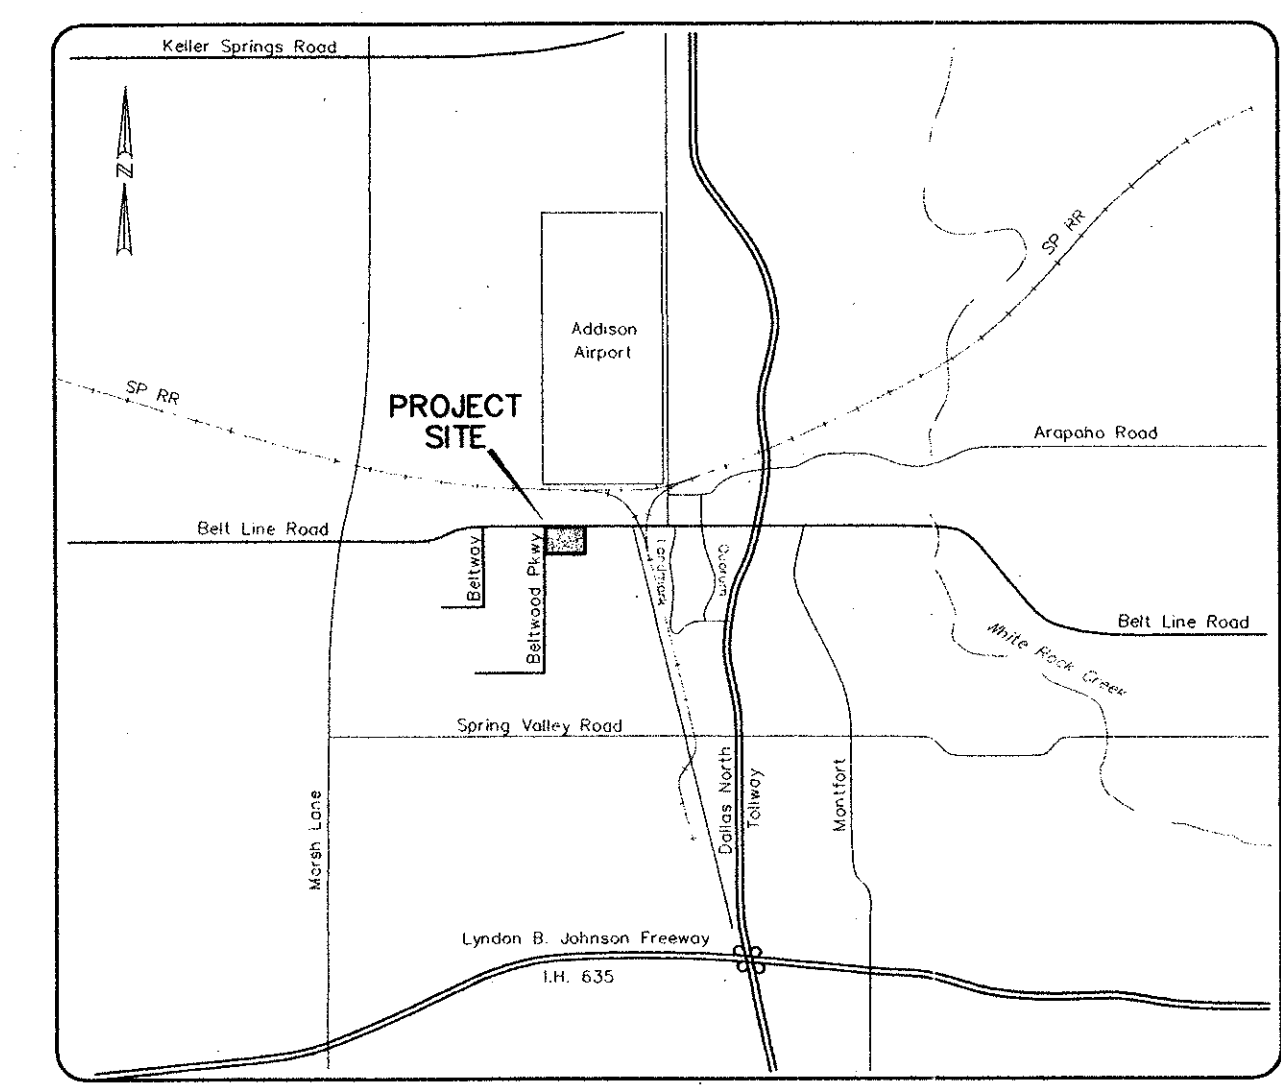 Keller Springs Road
N
SP RR
Addison
Airport
SP RR
PROJECT
SITE
Arapaho Road
Belt Line Road
Beltway
Beltwood Pkwy
Landmark
Quorum
Belt Line Road
White Rock Creek
Spring Valley Road
Dallas North
Tollway
Montfort
Marsh Lane
Lyndon B. Johnson Freeway
I.H. 635